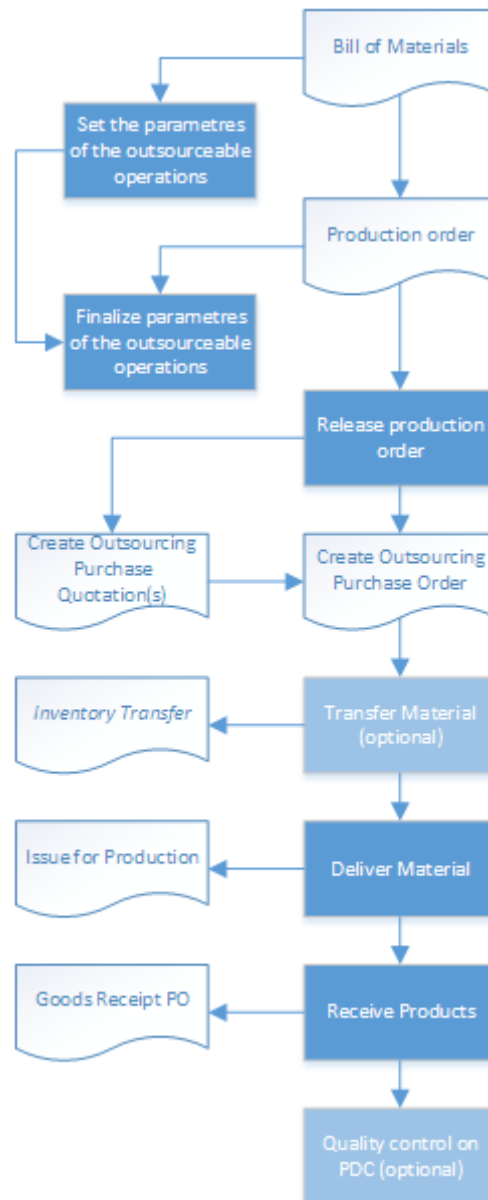 Bill of Materials
Set the parametres
of the outsourceable
operations
Production order
Finalize parametres
of the outsourceable
operations
Release production
order
Create Outsourcing
Purchase
Quotation(s)
Create Outsourcing
Purchase Order
Inventory Transfer
Transfer Material
(optional)
Issue for Production
Deliver Material
Goods Receipt PO
Receive Products
Quality control on
PDC (optional)